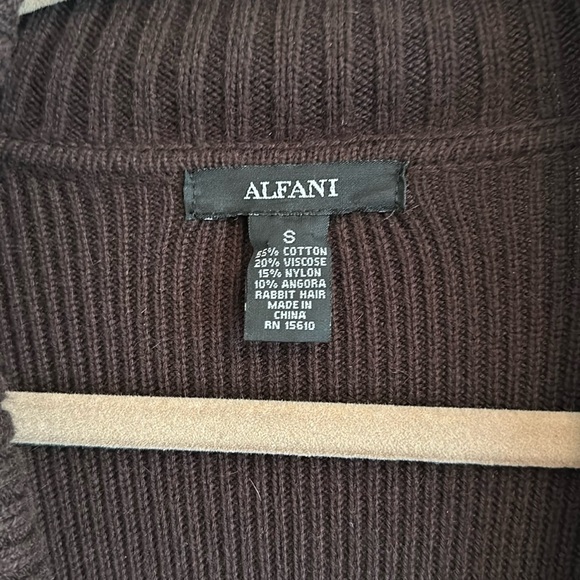 ALFANI
S
55% COTTON
20% VISCOSE
15% NYLON
10% ANGORA
RABBIT HAIR
MADE IN
CHINA
RN 15610